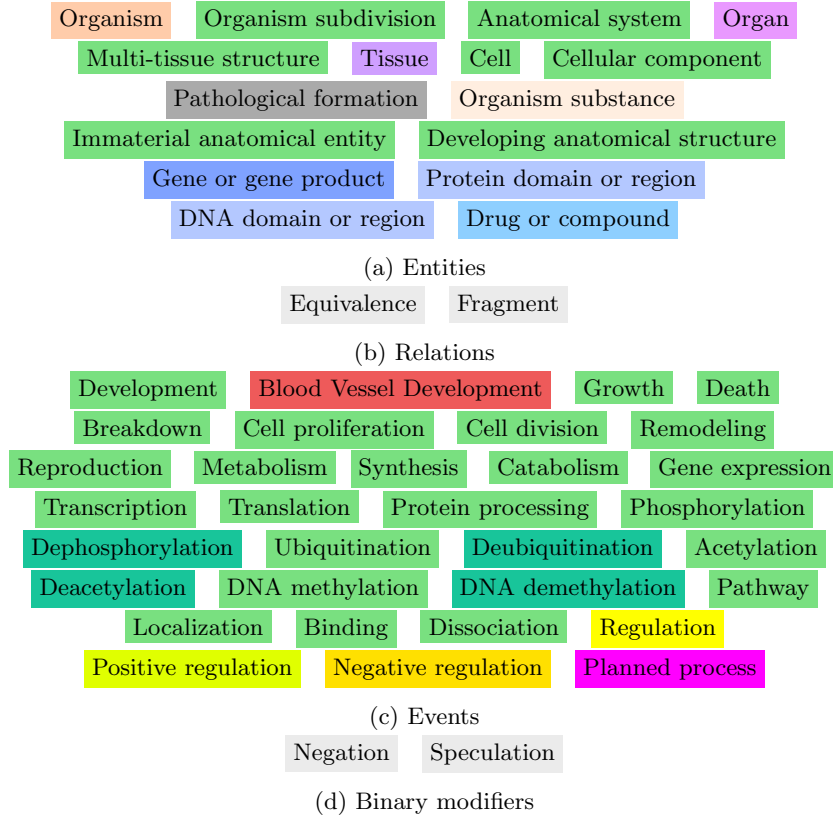 Organism Organism subdivision Anatomical system Organ
Multi-tissue structure Tissue Cell Cellular component
Pathological formation Organism substance
Immaterial anatomical entity Developing anatomical structure
Gene or gene product Protein domain or region
DNA domain or region Drug or compound
(a) Entities
Equivalence Fragment
(b) Relations
Development Blood Vessel Development Growth Death
Breakdown Cell proliferation Cell division Remodeling
Reproduction Metabolism Synthesis Catabolism Gene expression
Transcription Translation Protein processing Phosphorylation
Dephosphorylation Ubiquitination Deubiquitination Acetylation
Deacetylation DNA methylation DNA demethylation Pathway
Localization Binding Dissociation Regulation
Positive regulation Negative regulation Planned process
(c) Events
Negation Speculation
(d) Binary modifiers